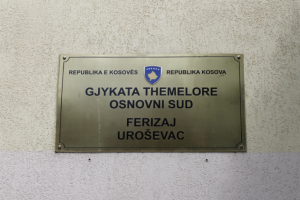 REPUBLIKA E KOSOVËS REPUBLIKA KOSOVA
GJYKATA THEMELORE
OSNOVNI SUD
FERIZAJ
UROŠEVAC